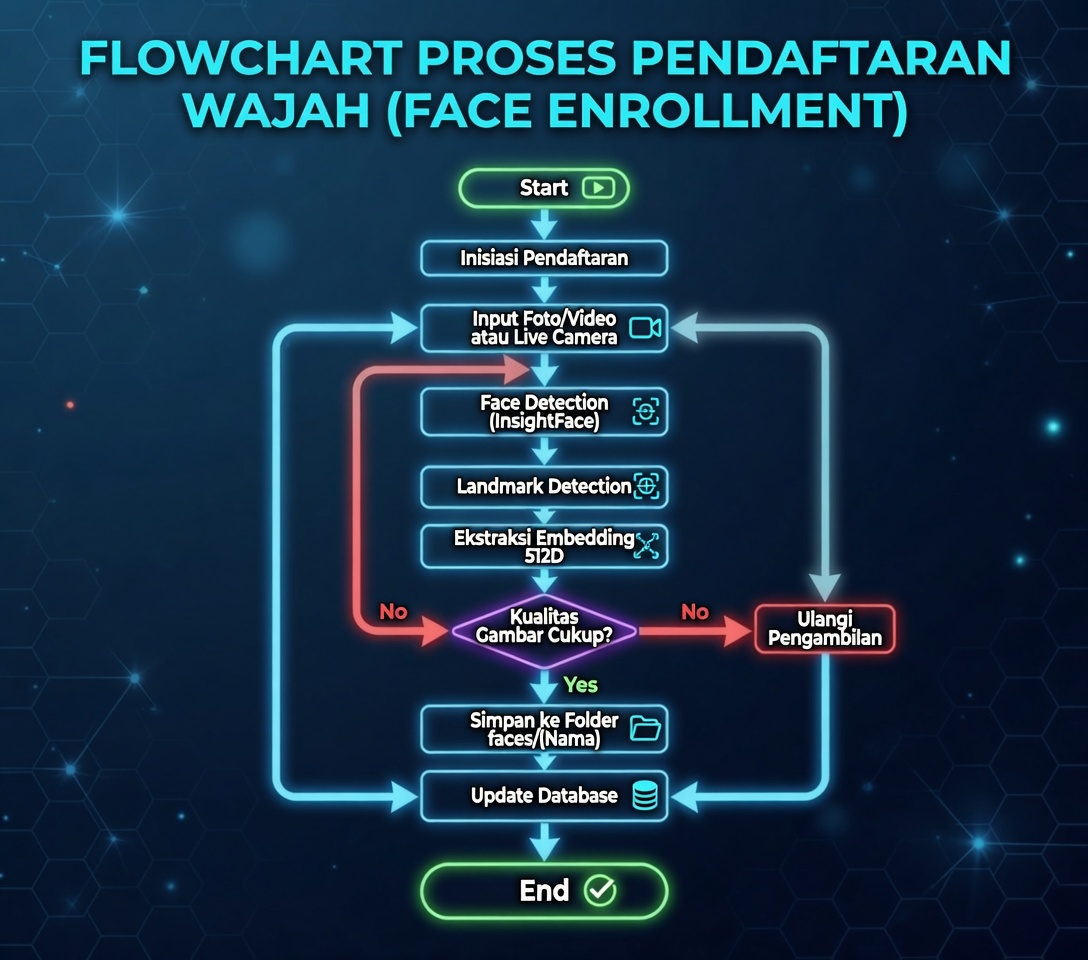 FLOWCHART PROSES PENDAFTARAN
WAJAH (FACE ENROLLMENT)
Start
Inisiasi Pendaftaran
Input Foto/Video
atau Live Camera
Face Detection
(InsightFace)
Landmark Detection
Ekstraksi Embedding
512D
No
Kualitas
Gambar Cukup?
No
Ulangi
Pengambilan
Yes
Simpan ke Folder
faces/(Nama)
Update Database
End